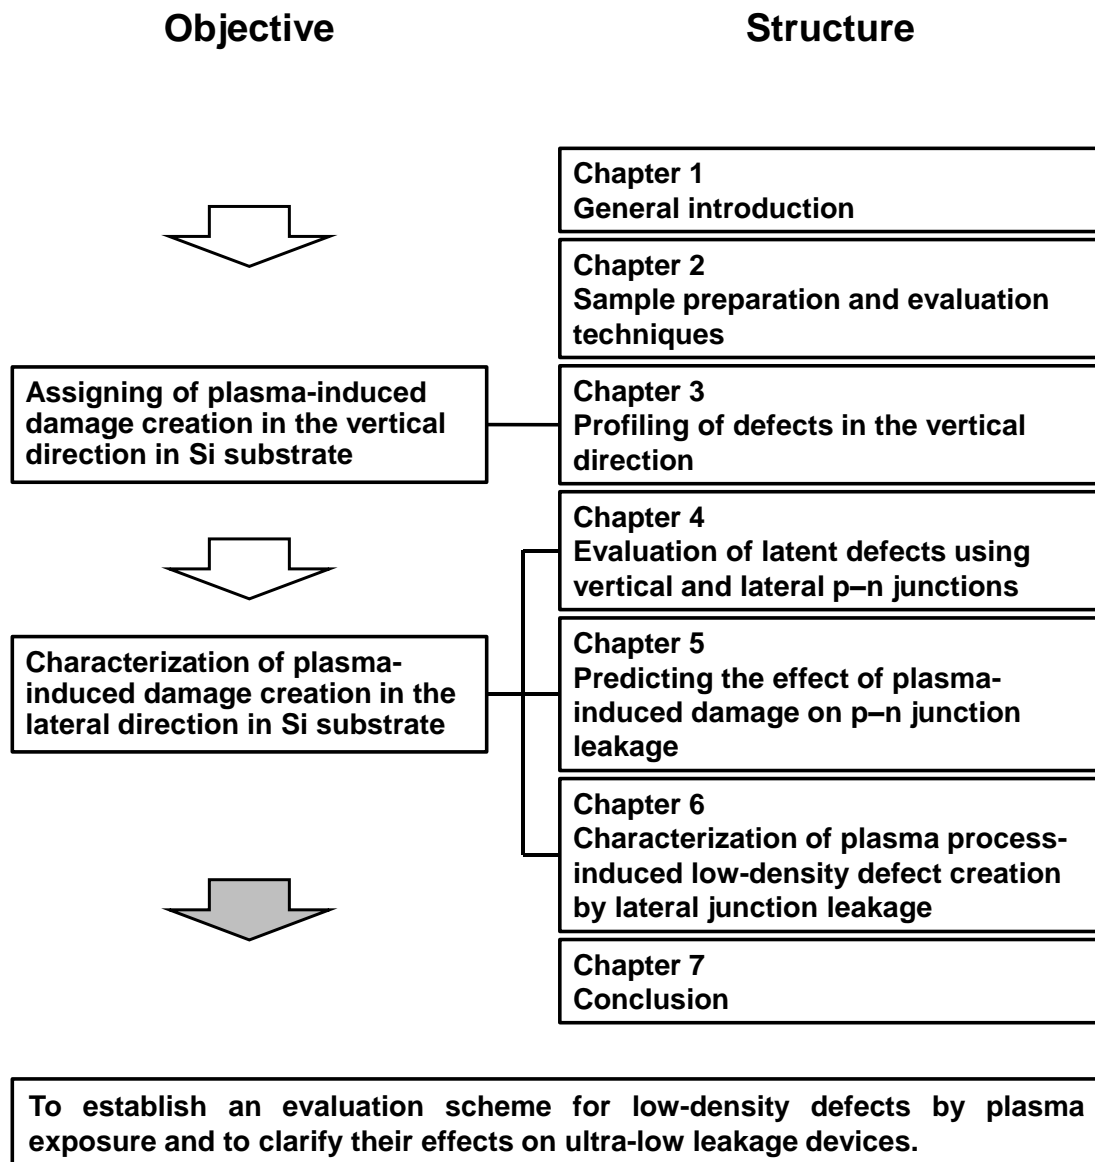 Objective
Structure
Chapter 1
General introduction
Chapter 2
Sample preparation and evaluation
techniques
Assigning of plasma-induced
damage creation in the vertical
direction in Si substrate
Chapter 3
Profiling of defects in the vertical
direction
Chapter 4
Evaluation of latent defects using
vertical and lateral p–n junctions
Characterization of plasma-
induced damage creation in the
lateral direction in Si substrate
Chapter 5
Predicting the effect of plasma-
induced damage on p–n junction
leakage
Chapter 6
Characterization of plasma process-
induced low-density defect creation
by lateral junction leakage
Chapter 7
Conclusion
To establish an evaluation scheme for low-density defects by plasma
exposure and to clarify their effects on ultra-low leakage devices.